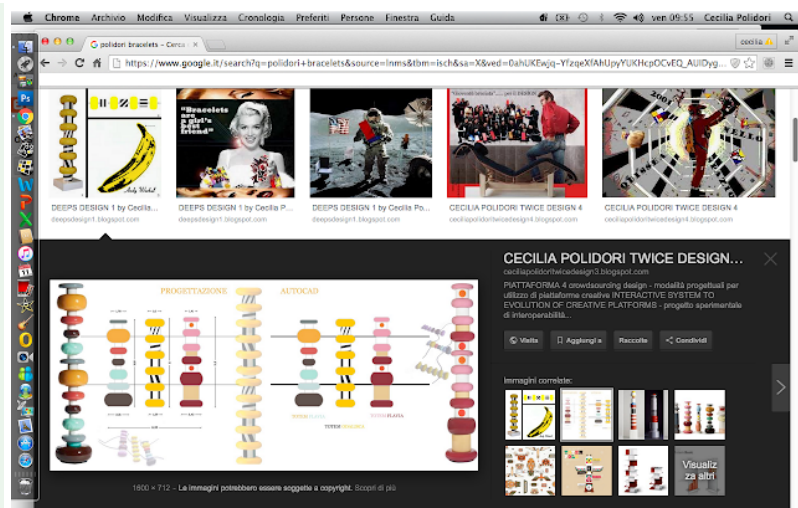 Chrome Archivio Modifica Visualizza Cronologia Preferiti Persone Finestra Guida ven 09:55 Cecilia Polidori
polidori bracelets - Cerca
cecilia
https://www.google.it/search?q=polidori+bracelets&source=lnms&tbm=isch&sa=X&ved=
"Bracelets
are
a girl's
best
friend"
Andy Warhol
DEEPS DESIGN 1 by Cecilia...
deepsdesign1.blogspot.com
DEEPS DESIGN 1 by Cecilia P...
deepsdesign1.blogspot.com
DEEPS DESIGN 1 by Cecilia Po...
deepsdesign1.blogspot.com
CECILIA POLIDORI TWICE DESIGN 4
ceciliapolidoritwicedesign4.blogspot.com
CECILIA POLIDORI TWICE DESIGN 4
ceciliapolidoritwicedesign4.blogspot.com
PROGETTAZIONE AUTOCAD
CECILIA POLIDORI TWICE DESIGN...
ceciliapolidoritwicedesign3.blogspot.com
PIATTAFORMA 4 crowdsourcing design - modalità progettuali per
utilizzo di piattaforme creative INTERACTIVE SYSTEM TO
EVOLUTION OF CREATIVE PLATFORMS - progetto sperimentale
di interoperabilità...
Visita Aggiungi a Raccolte Condividi
Immagini correlate:
Visualiz
za altri
1600 × 712 – Le immagini potrebbero essere soggette a copyright. Scopri di più